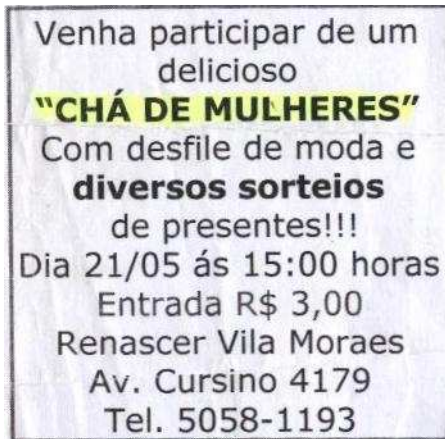 Venha participar de um
delicioso
“CHÁ DE MULHERES”
Com desfile de moda e
diversos sorteios
de presentes!!!
Dia 21/05 ás 15:00 horas
Entrada R$ 3,00
Renascer Vila Moraes
Av. Cursino 4179
Tel. 5058-1193